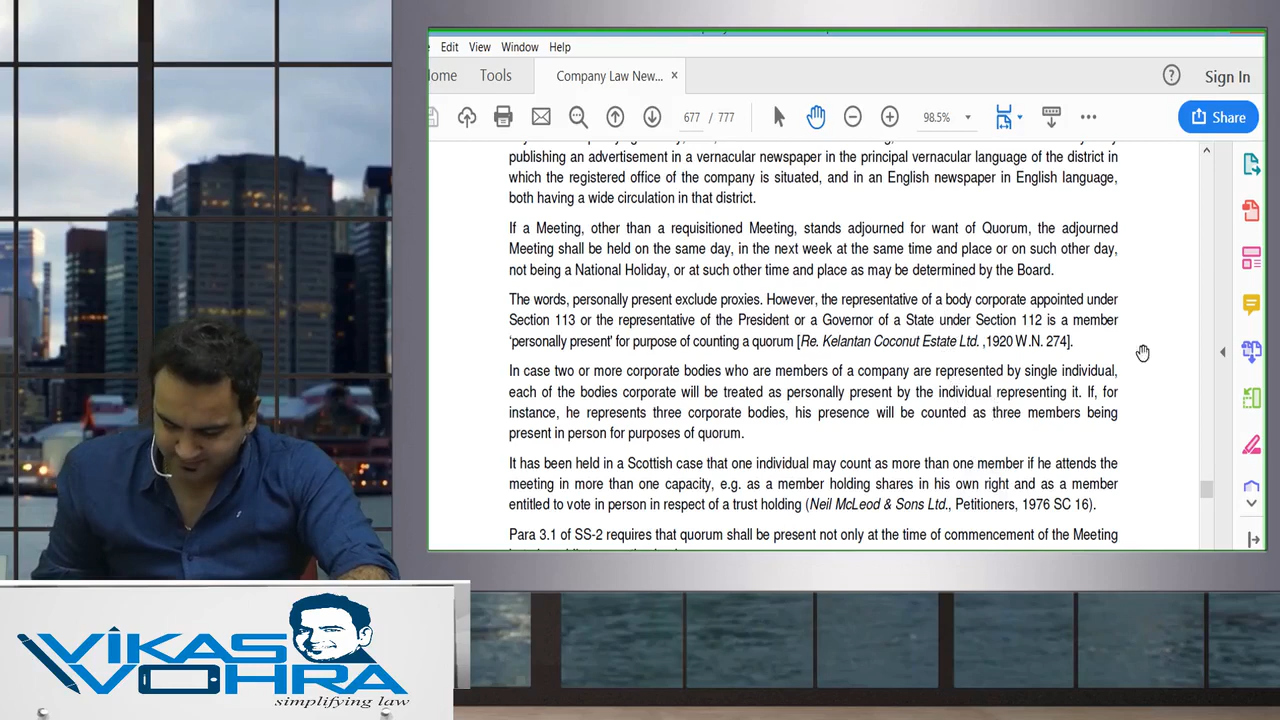 Edit View Window Help
ome Tools Company Law New... × Sign In
677 / 777 98.5% Share
publishing an advertisement in a vernacular newspaper in the principal vernacular language of the district in
which the registered office of the company is situated, and in an English newspaper in English language,
both having a wide circulation in that district.
If a Meeting, other than a requisitioned Meeting, stands adjourned for want of Quorum, the adjourned
Meeting shall be held on the same day, in the next week at the same time and place or on such other day,
not being a National Holiday, or at such other time and place as may be determined by the Board.
The words, personally present exclude proxies. However, the representative of a body corporate appointed under
Section 113 or the representative of the President or a Governor of a State under Section 112 is a member
‘personally present’ for purpose of counting a quorum [Re. Kelantan Coconut Estate Ltd. ,1920 W.N. 274].
In case two or more corporate bodies who are members of a company are represented by single individual,
each of the bodies corporate will be treated as personally present by the individual representing it. If, for
instance, he represents three corporate bodies, his presence will be counted as three members being
present in person for purposes of quorum.
It has been held in a Scottish case that one individual may count as more than one member if he attends the
meeting in more than one capacity, e.g. as a member holding shares in his own right and as a member
entitled to vote in person in respect of a trust holding (Neil McLeod & Sons Ltd., Petitioners, 1976 SC 16).
Para 3.1 of SS-2 requires that quorum shall be present not only at the time of commencement of the Meeting
VIKAS
VOHRA
simplifying law